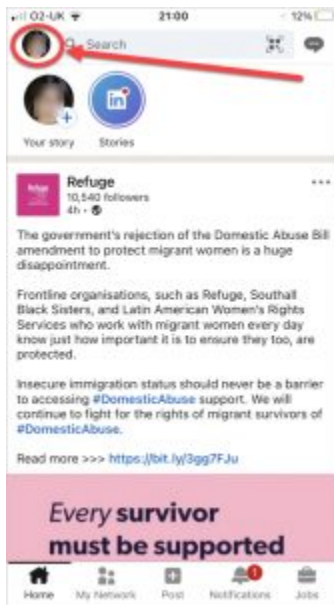 O2-UK 21:00 12%
Search
Your story Stories
Refuge
Refuge
10,540 followers
4h •
The government's rejection of the Domestic Abuse Bill
amendment to protect migrant women is a huge
disappointment.
Frontline organisations, such as Refuge, Southall
Black Sisters, and Latin American Women's Rights
Services who work with migrant women every day
know just how important it is to ensure they too, are
protected.
Insecure immigration status should never be a barrier
to accessing #DomesticAbuse support. We will
continue to fight for the rights of migrant survivors of
#DomesticAbuse.
Read more >>> https://bit.ly/3gg7FJu
Every survivor
must be supported
Home My Network Post Notifications Jobs